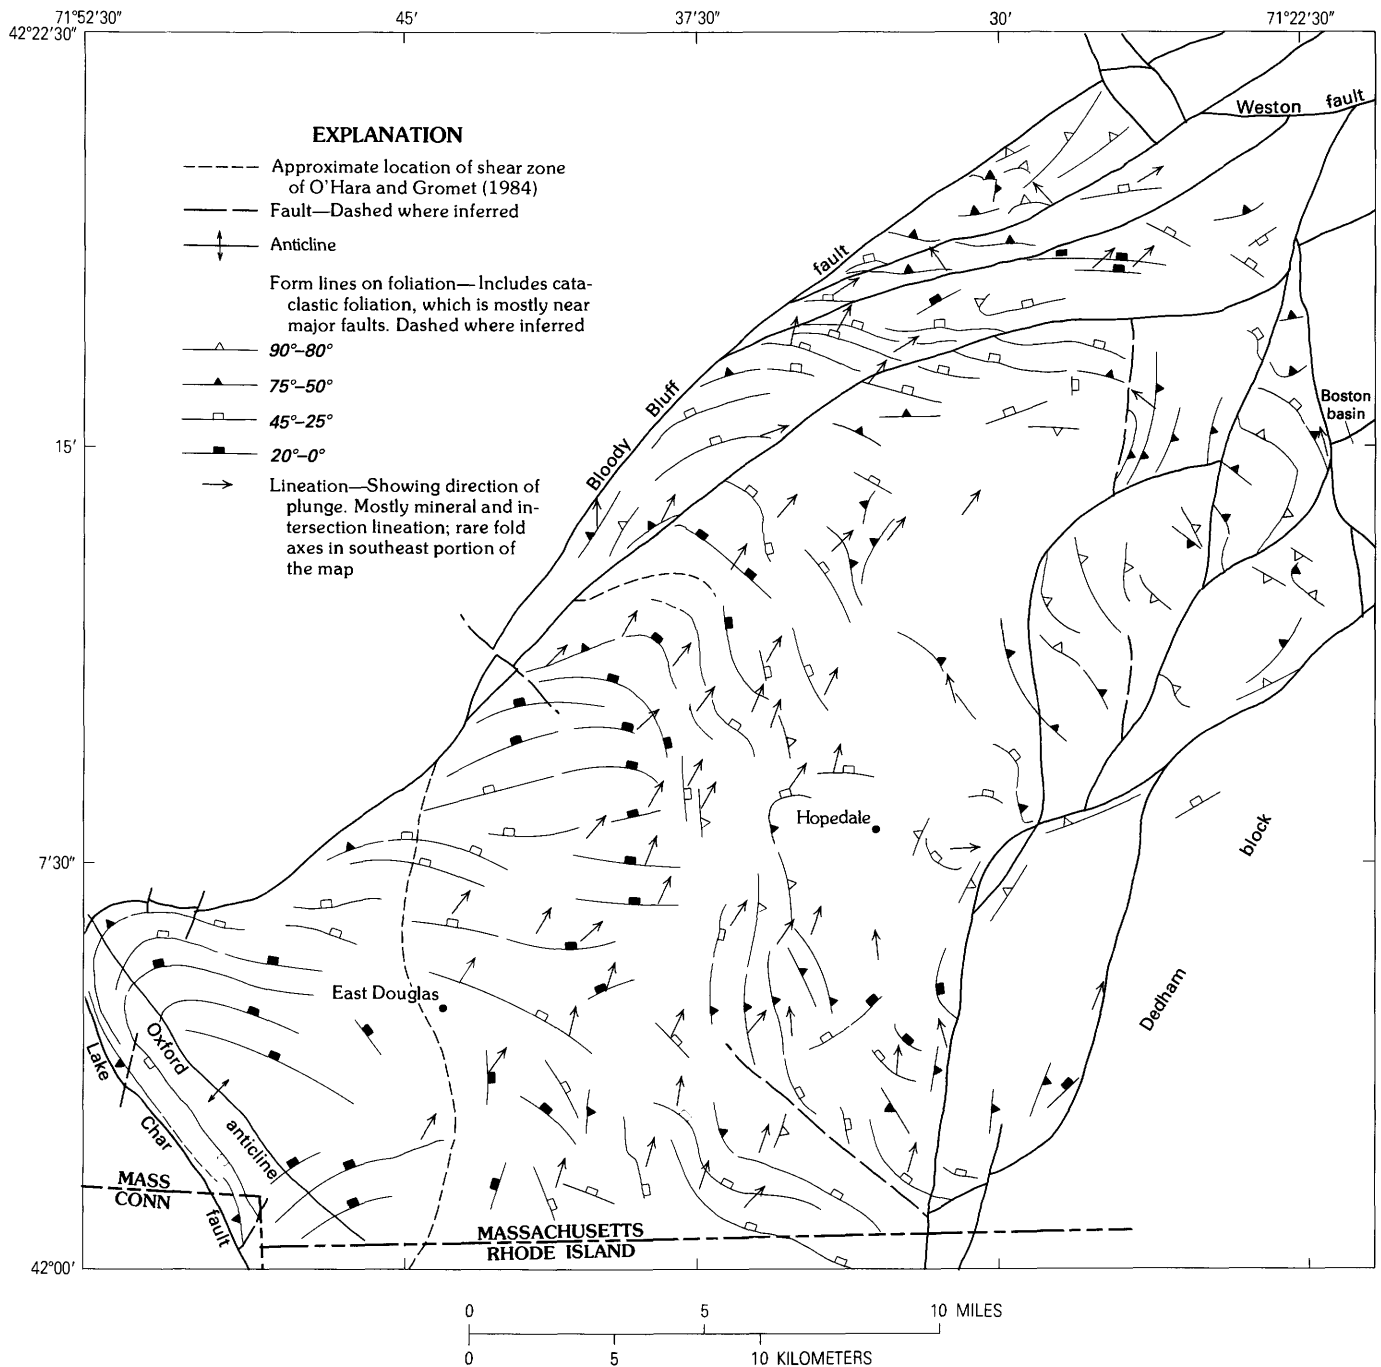 71°52'30" 45' 37'30" 30' 71°22'30"
42°22'30"
Weston fault
EXPLANATION
Approximate location of shear zone
of O'Hara and Gromet (1984)
Fault—Dashed where inferred
Anticline
Form lines on foliation— Includes cata-
clastic foliation, which is mostly near
major faults. Dashed where inferred
90°–80°
75°–50°
45°–25°
20°–0°
Lineation—Showing direction of
plunge. Mostly mineral and in-
tersection lineation; rare fold
axes in southeast portion of
the map
Bloody Bluff fault
Boston
basin
15'
Hopedale
Dedham block
7'30"
East Douglas
Oxford anticline
Lake Char fault
MASS
CONN
MASSACHUSETTS
RHODE ISLAND
42°00'
0 5 10 MILES
0 5 10 KILOMETERS